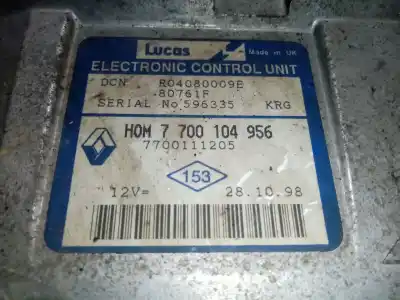 Lucas
Made in UK
ELECTRONIC CONTROL UNIT
DCN R04080009E
80761F
SERIAL No 596335 KRG
HOM 7 700 104 956
7700111205
153
12V= 28.10.98